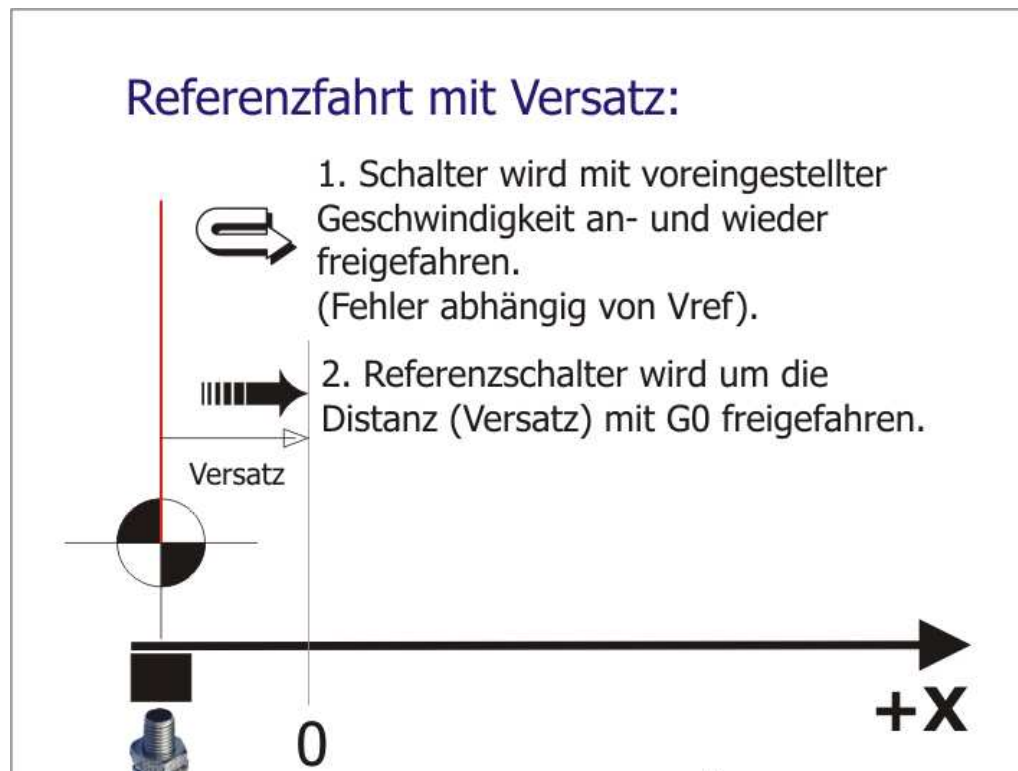 Referenzfahrt mit Versatz:
1. Schalter wird mit voreingestellter
Geschwindigkeit an- und wieder
freigefahren.
(Fehler abhängig von Vref).
2. Referenzschalter wird um die
Distanz (Versatz) mit G0 freigefahren.
Versatz
+X
0